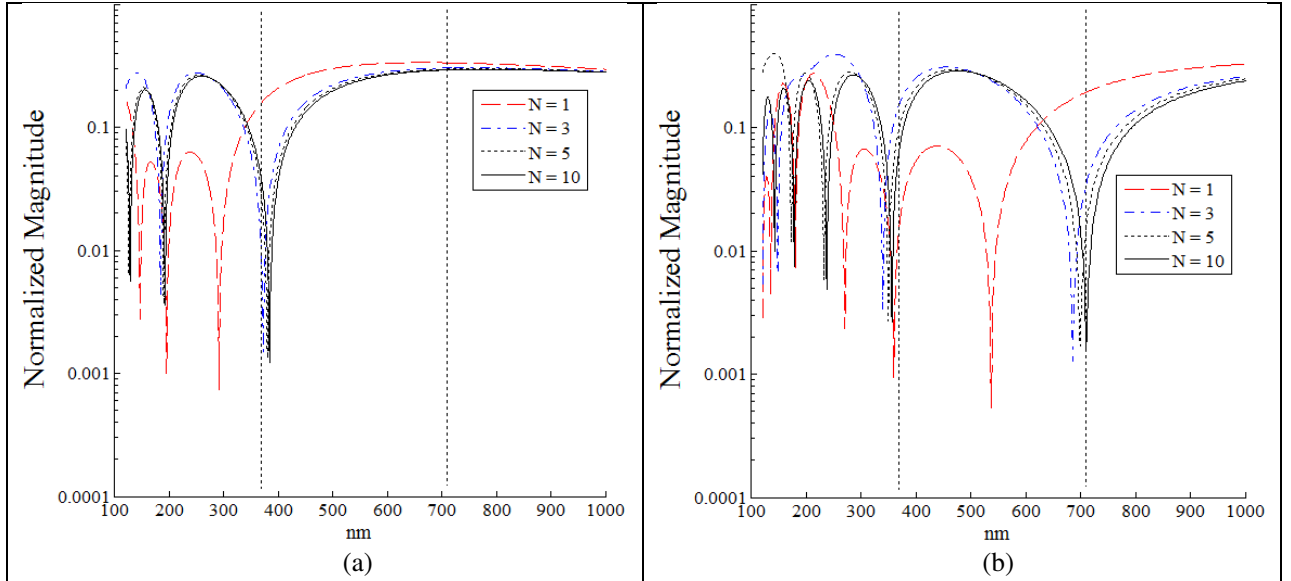 Normalized Magnitude
0.1
0.01
0.001
0.0001
N = 1
N = 3
N = 5
N = 10
100 200 300 400 500 600 700 800 900 1000
nm
(a)
Normalized Magnitude
0.1
0.01
0.001
0.0001
N = 1
N = 3
N = 5
N = 10
100 200 300 400 500 600 700 800 900 1000
nm
(b)